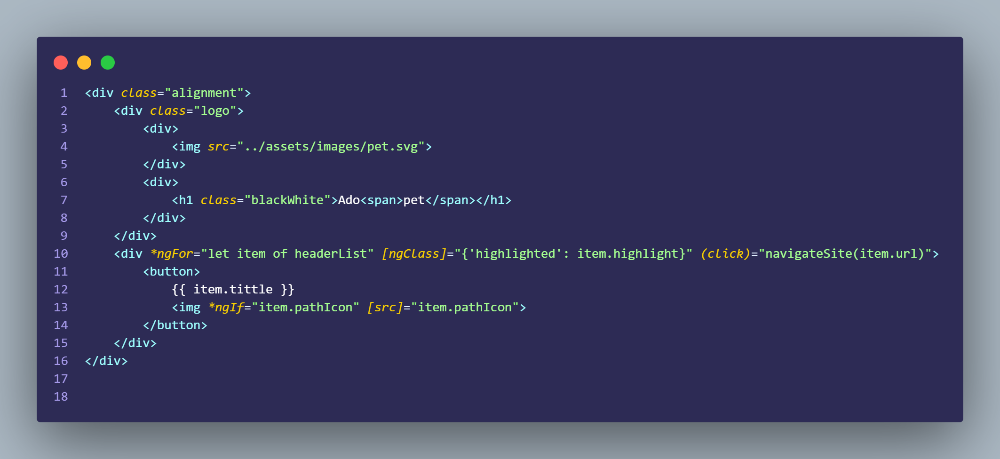 1 <div class="alignment">
2     <div class="logo">
3         <div>
4             <img src="../assets/images/pet.svg">
5         </div>
6         <div>
7             <h1 class="blackWhite">Ado<span>pet</span></h1>
8         </div>
9     </div>
10     <div *ngFor="let item of headerList" [ngClass]="{'highlighted': item.highlight}" (click)="navigateSite(item.url)">
11         <button>
12             {{ item.tittle }}
13             <img *ngIf="item.pathIcon" [src]="item.pathIcon">
14         </button>
15     </div>
16 </div>
17
18